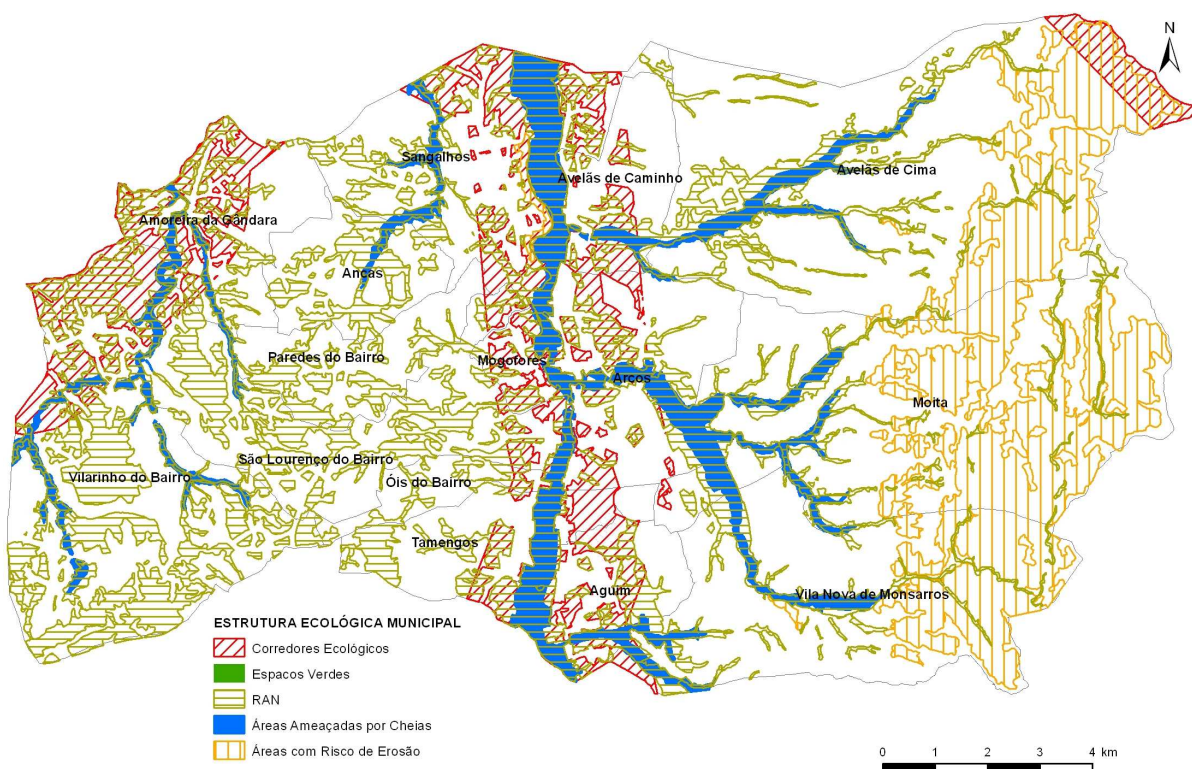 N
Sangalhos
Avelãs de Caminho
Avelãs de Cima
Amoreira da Gândara
Ancas
Paredes do Bairro
Mogofores
Arcos
Moita
São Lourenço do Bairro
Vilarinho do Bairro
Óis do Bairro
Tamengos
Aguim
Vila Nova de Monsarros
ESTRUTURA ECOLÓGICA MUNICIPAL
Corredores Ecológicos
Espacos Verdes
RAN
Áreas Ameaçadas por Cheias
Áreas com Risco de Erosão
0 1 2 3 4 km